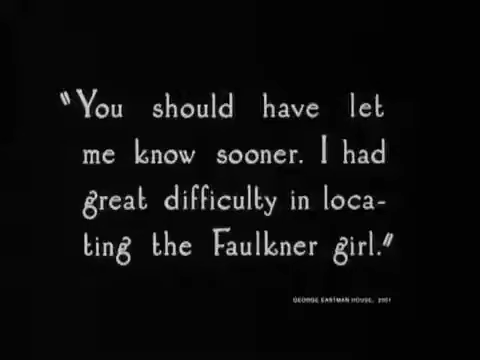 "You should have let
me know sooner. I had
great difficulty in loca-
ting the Faulkner girl."
GEORGE EASTMAN HOUSE, 2001